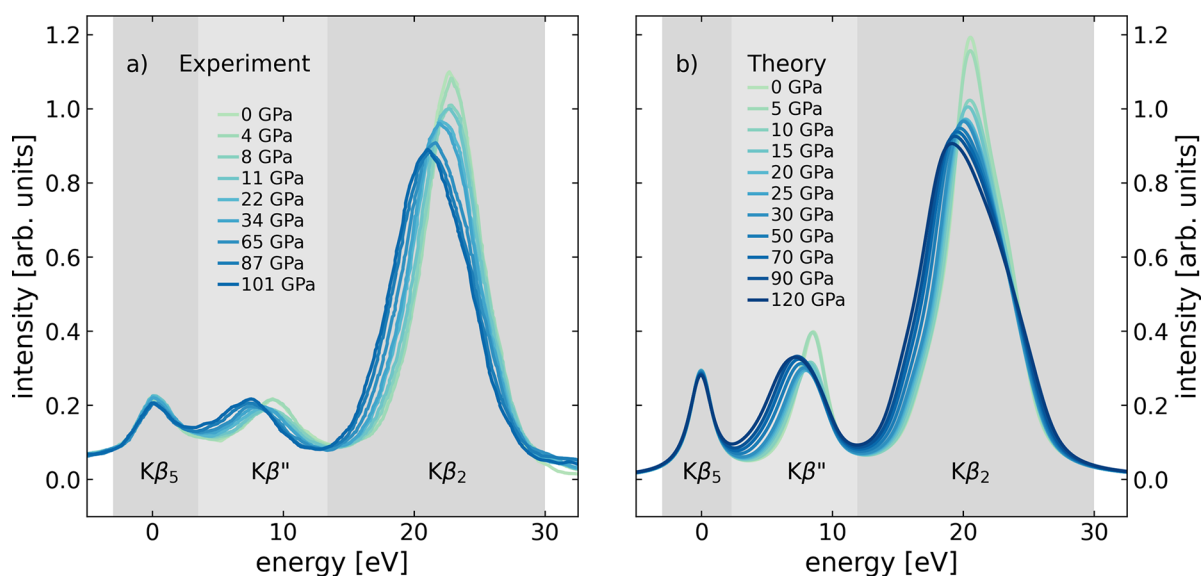 a) Experiment
0 GPa
4 GPa
8 GPa
11 GPa
22 GPa
34 GPa
65 GPa
87 GPa
101 GPa
Kβ5
Kβ"
Kβ2
intensity [arb. units]
1.2
1.0
0.8
0.6
0.4
0.2
0.0
0
10
20
30
energy [eV]
b) Theory
0 GPa
5 GPa
10 GPa
15 GPa
20 GPa
25 GPa
30 GPa
50 GPa
70 GPa
90 GPa
120 GPa
Kβ5
Kβ"
Kβ2
1.2
1.0
0.8
0.6
0.4
0.2
0.0
intensity [arb. units]
0
10
20
30
energy [eV]